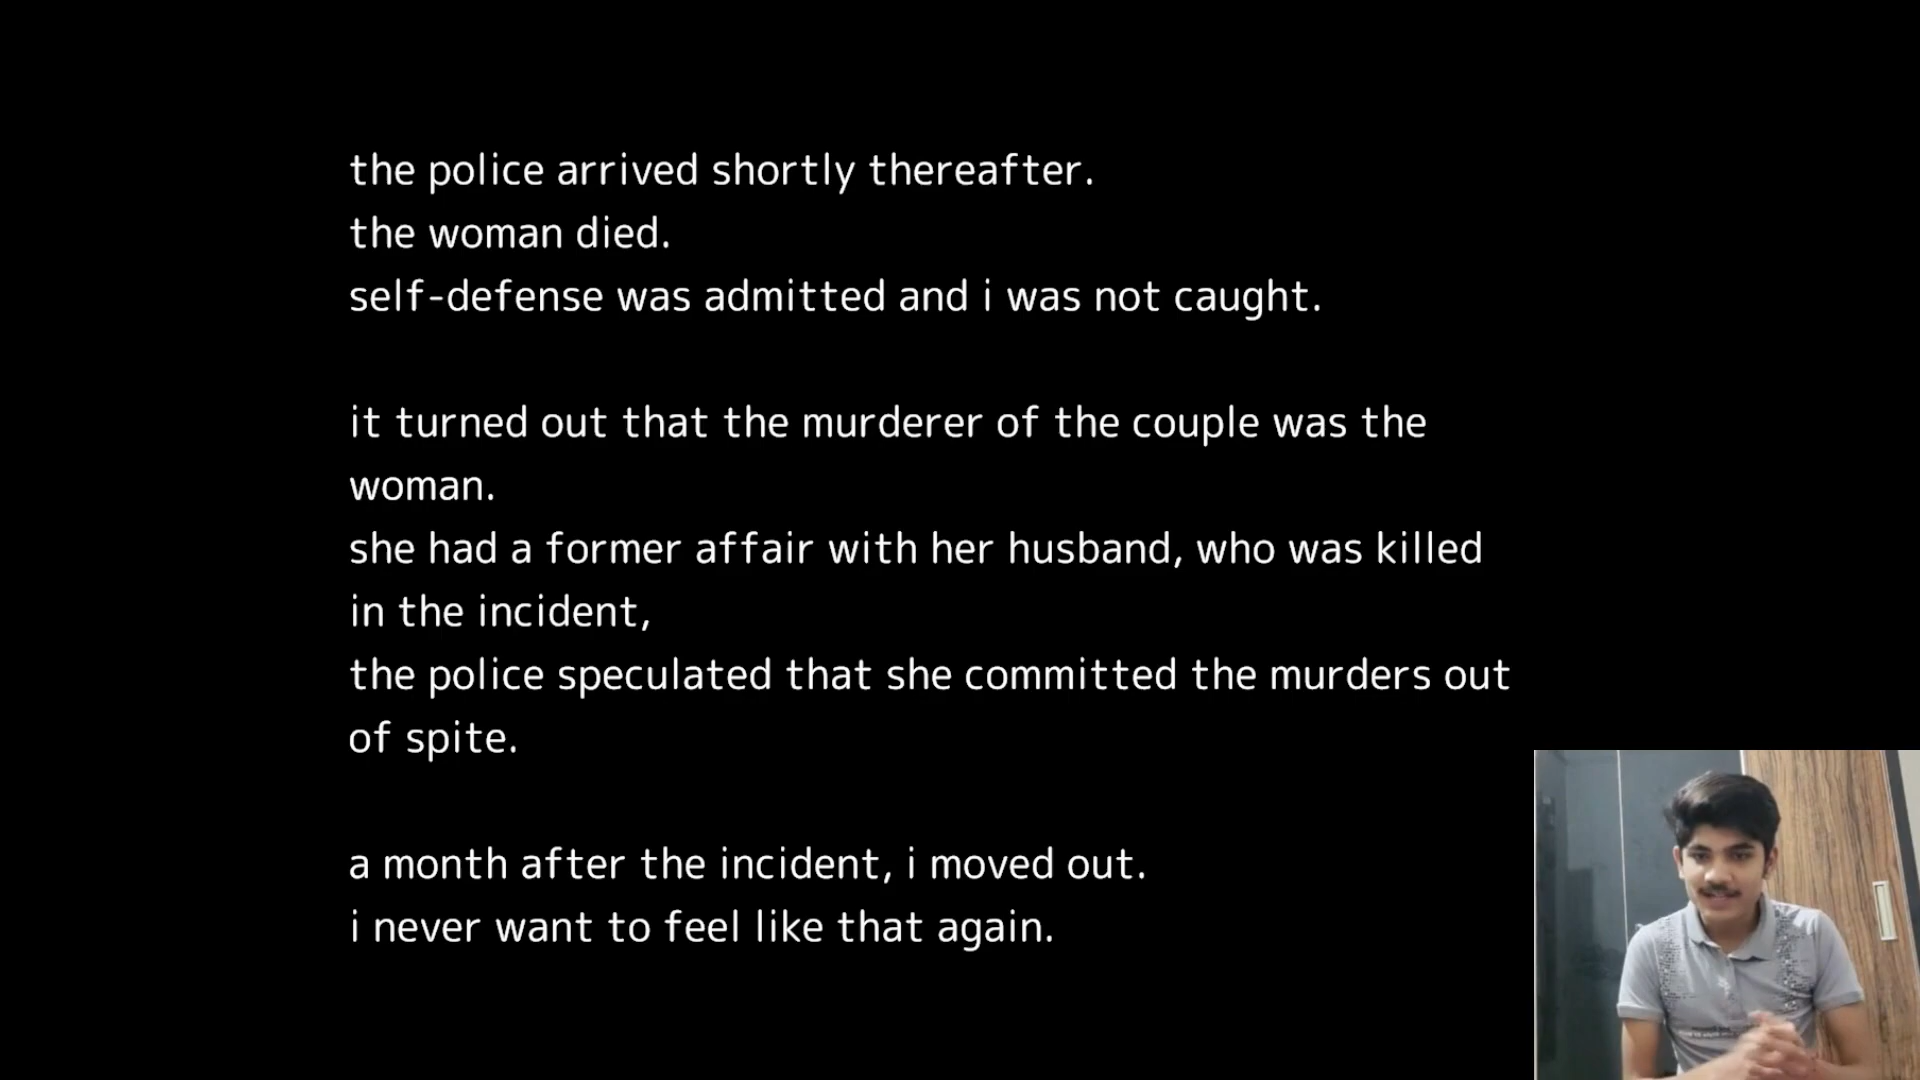 the police arrived shortly thereafter.
the woman died.
self-defense was admitted and i was not caught.
it turned out that the murderer of the couple was the
woman.
she had a former affair with her husband, who was killed
in the incident,
the police speculated that she committed the murders out
of spite.
a month after the incident, i moved out.
i never want to feel like that again.